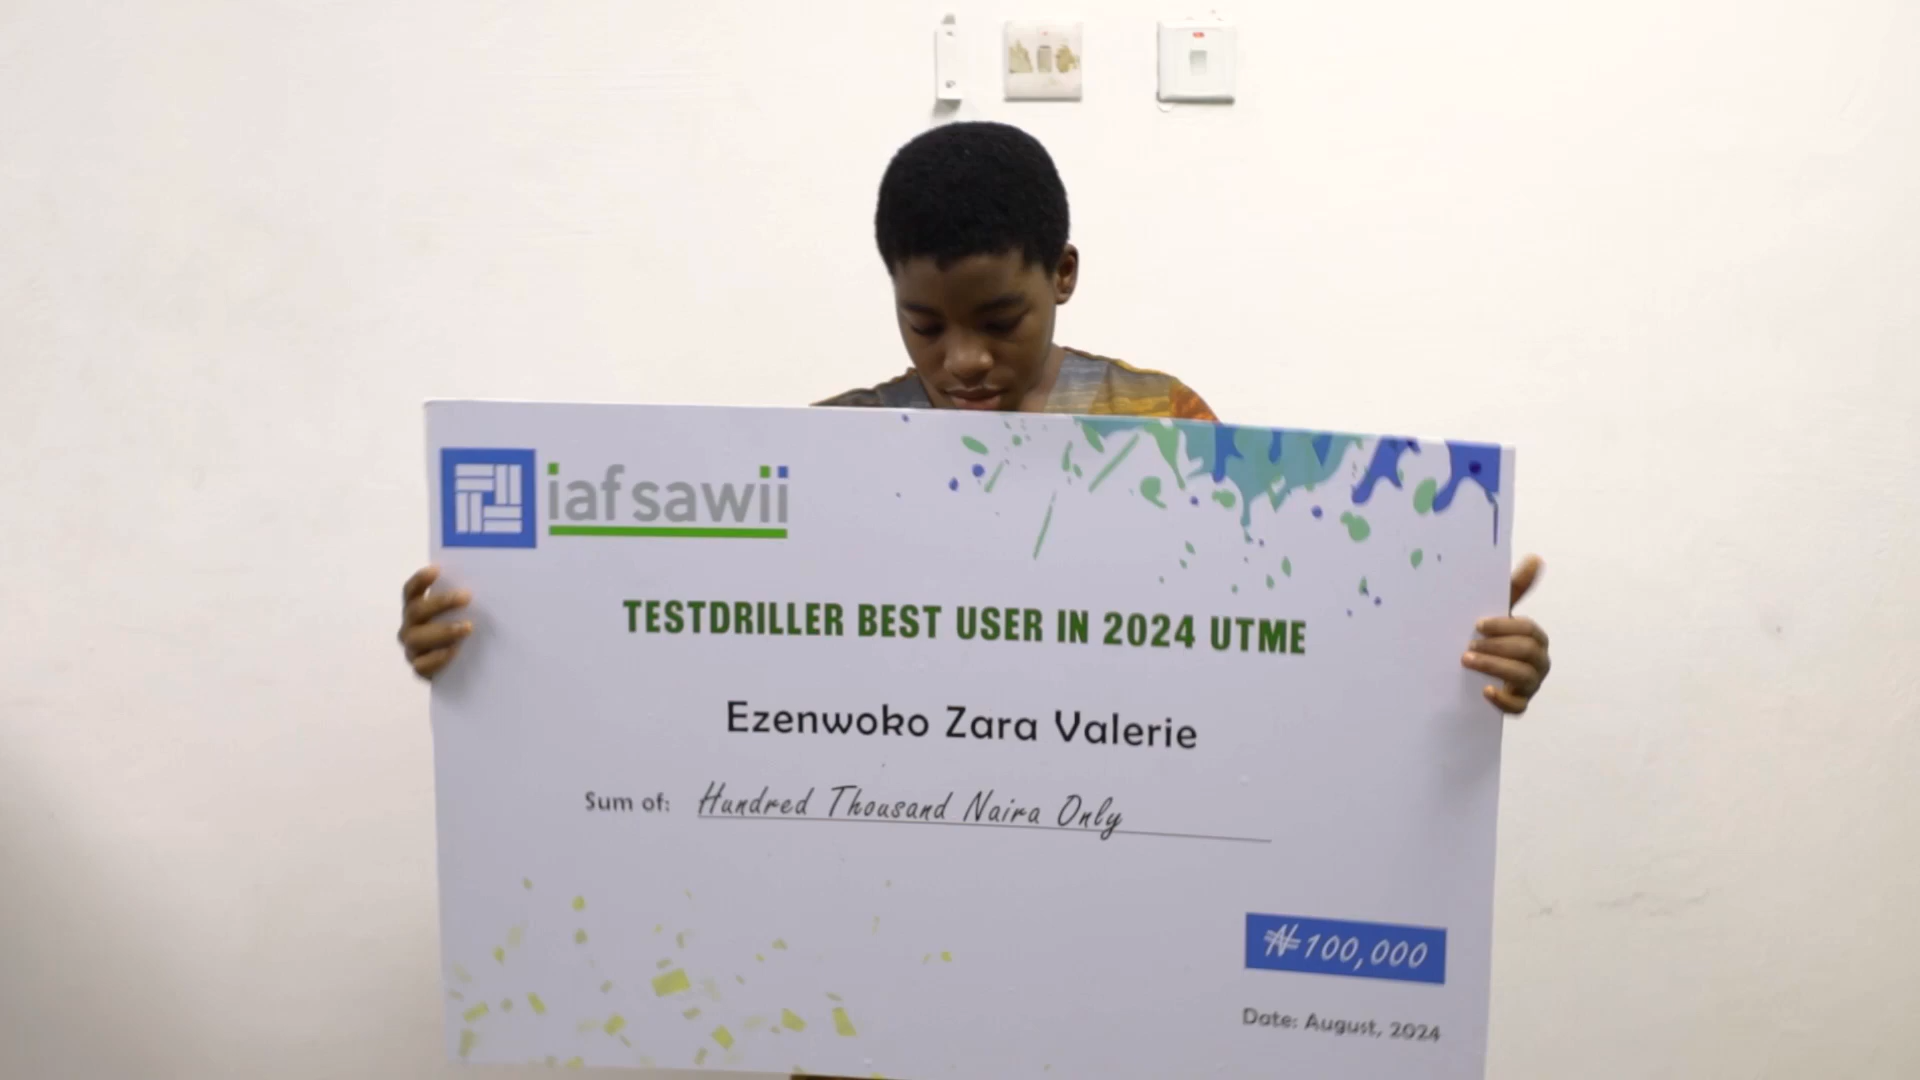 iafsawii
TESTDRILLER BEST USER IN 2024 UTME
Ezenwoko Zara Valerie
Sum of: Hundred Thousand Naira Only
₦100,000
Date: August, 2024